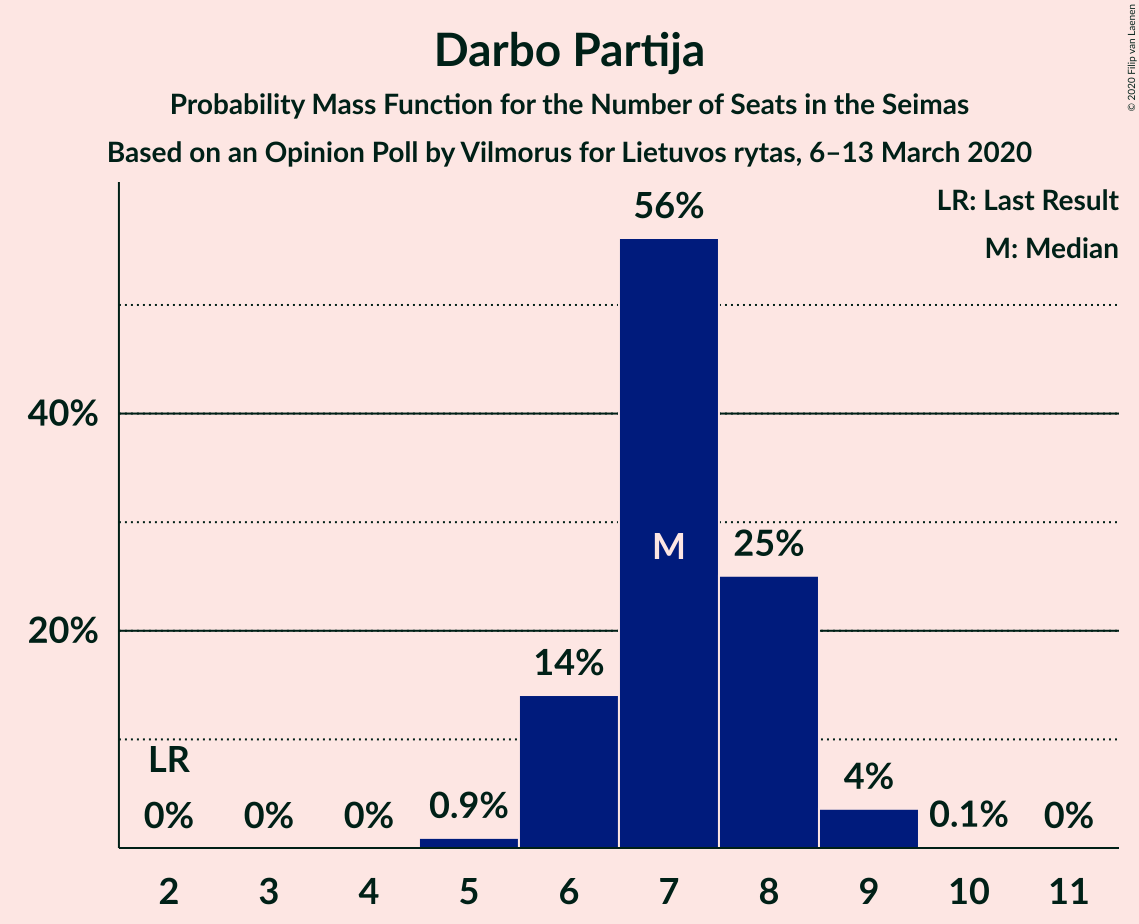 Darbo Partija
Probability Mass Function for the Number of Seats in the Seimas
Based on an Opinion Poll by Vilmorus for Lietuvos rytas, 6–13 March 2020
© 2020 Filip van Laenen
LR: Last Result
M: Median
40%
20%
LR
0%
0%
0%
0.9%
14%
56%
M
25%
4%
0.1%
0%
2 3 4 5 6 7 8 9 10 11